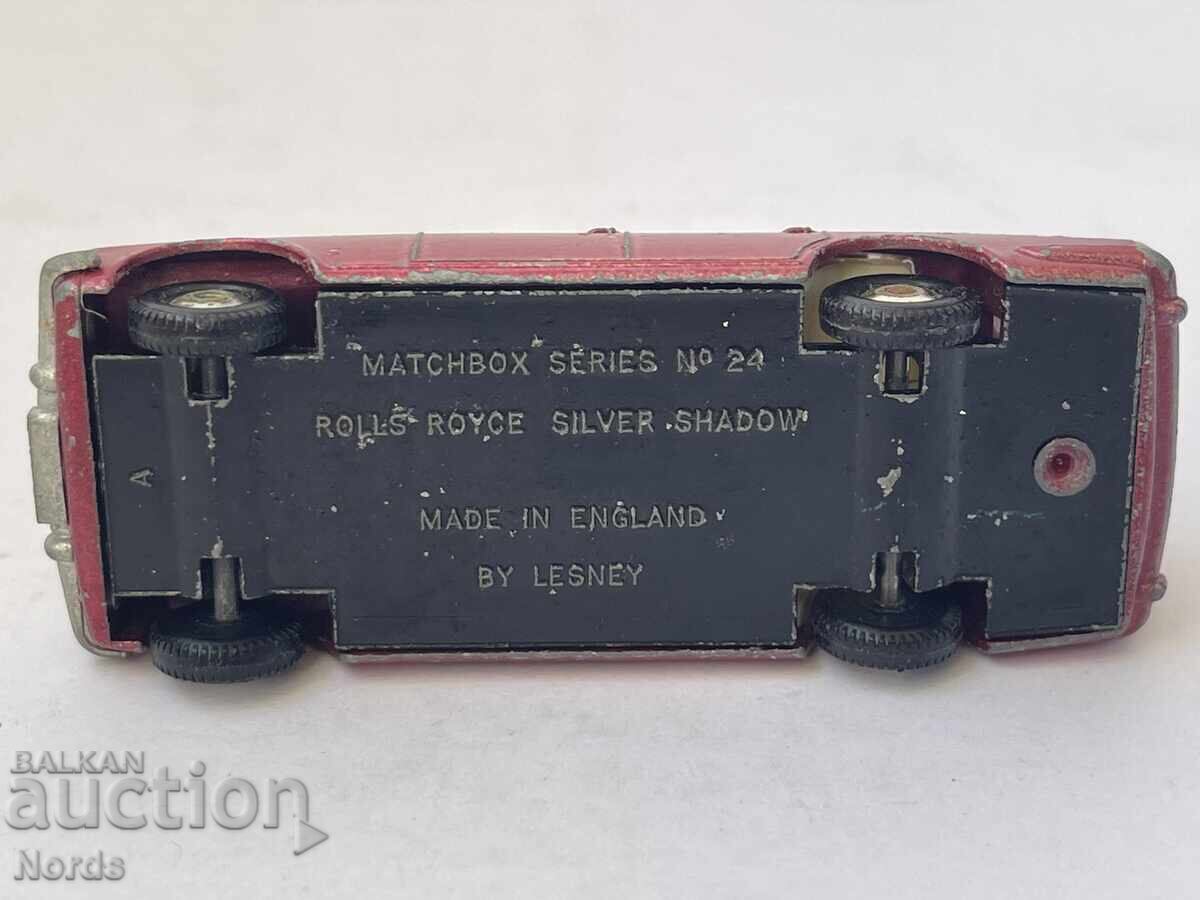 MATCHBOX SERIES Nº 24
ROLLS ROYCE SILVER SHADOW
A
MADE IN ENGLAND
BY LESNEY
BALKAN
auction
Nords